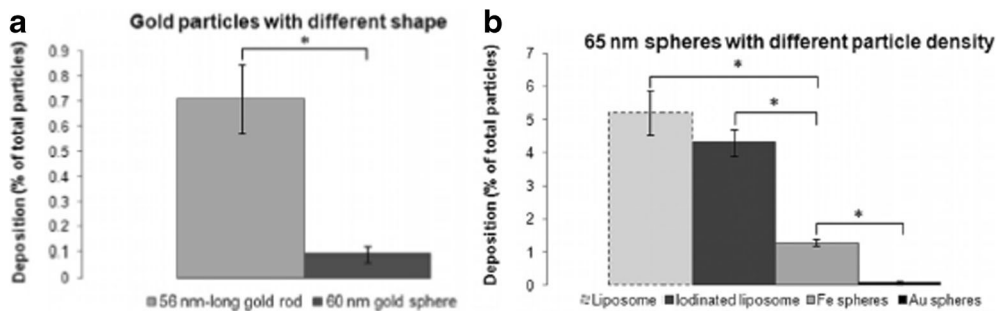 a
Gold particles with different shape
Deposition (% of total particles)
0.9
0.8
0.7
0.6
0.5
0.4
0.3
0.2
0.1
0
*
56 nm-long gold rod 60 nm gold sphere
b
65 nm spheres with different particle density
Deposition (% of total particles)
7
6
5
4
3
2
1
0
*
*
*
Liposome Iodinated liposome Fe spheres Au spheres